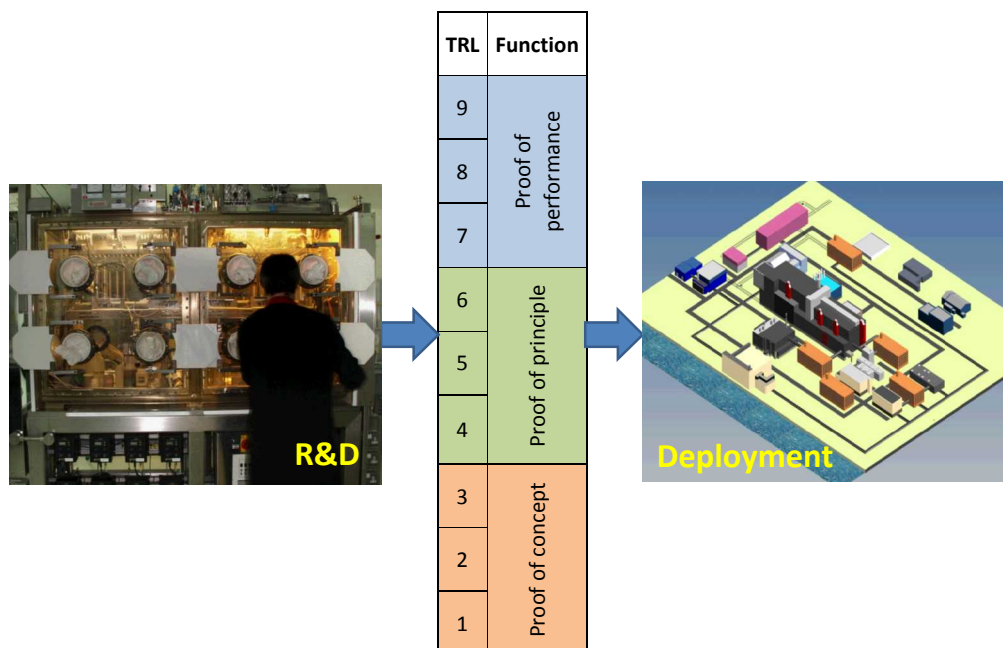 TRL Function
9
8
7
Proof of
performance
6
5
4
Proof of principle
3
2
1
Proof of concept
R&D
Deployment